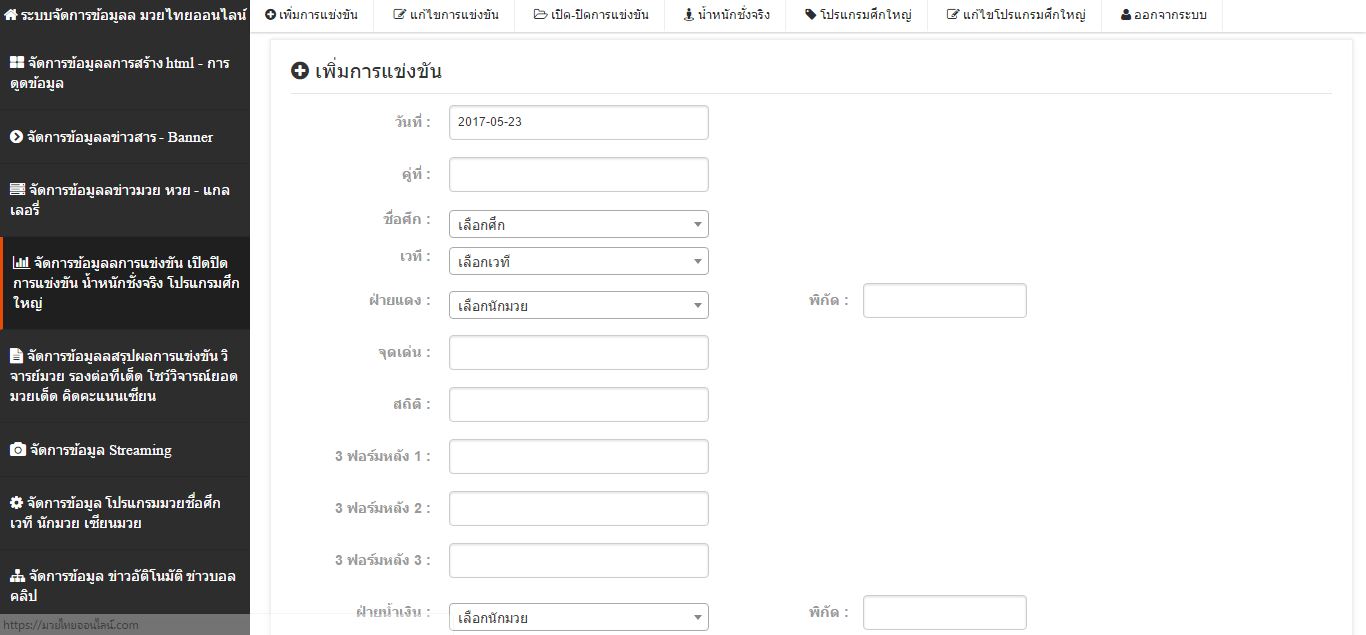 ระบบจัดการข้อมูลล มวยไทยออนไลน์
เพิ่มการแข่งขัน
แก้ไขการแข่งขัน
เปิด-ปิดการแข่งขัน
น้ำหนักชั่งจริง
โปรแกรมศึกใหญ่
แก้ไขโปรแกรมศึกใหญ่
ออกจากระบบ
จัดการข้อมูลลการสร้าง html - การ
ดูดข้อมูล
จัดการข้อมูลลข่าวสาร - Banner
จัดการข้อมูลลข่าวมวย หวย - แกล
เลอรี่
จัดการข้อมูลลการแข่งขัน เปิดปิด
การแข่งขัน น้ำหนักชั่งจริง โปรแกรมศึก
ใหญ่
จัดการข้อมูลลสรุปผลการแข่งขัน วิ
จารย์มวย รองต่อทีเด็ด โชว์วิจารณ์ยอด
มวยเด็ด คิดคะแนนเซียน
จัดการข้อมูล Streaming
จัดการข้อมูล โปรแกรมมวยชื่อศึก
เวที นักมวย เซียนมวย
จัดการข้อมูล ข่าวอัติโนมัติ ข่าวบอล
คลิป
https://มวยไทยออนไลน์.com
เพิ่มการแข่งขัน
วันที่ : 2017-05-23
คู่ที่ :
ชื่อศึก : เลือกศึก
เวที : เลือกเวที
ฝ่ายแดง : เลือกนักมวย พิกัด :
จุดเด่น :
สถิติ :
3 ฟอร์มหลัง 1 :
3 ฟอร์มหลัง 2 :
3 ฟอร์มหลัง 3 :
ฝ่ายน้ำเงิน : เลือกนักมวย พิกัด :